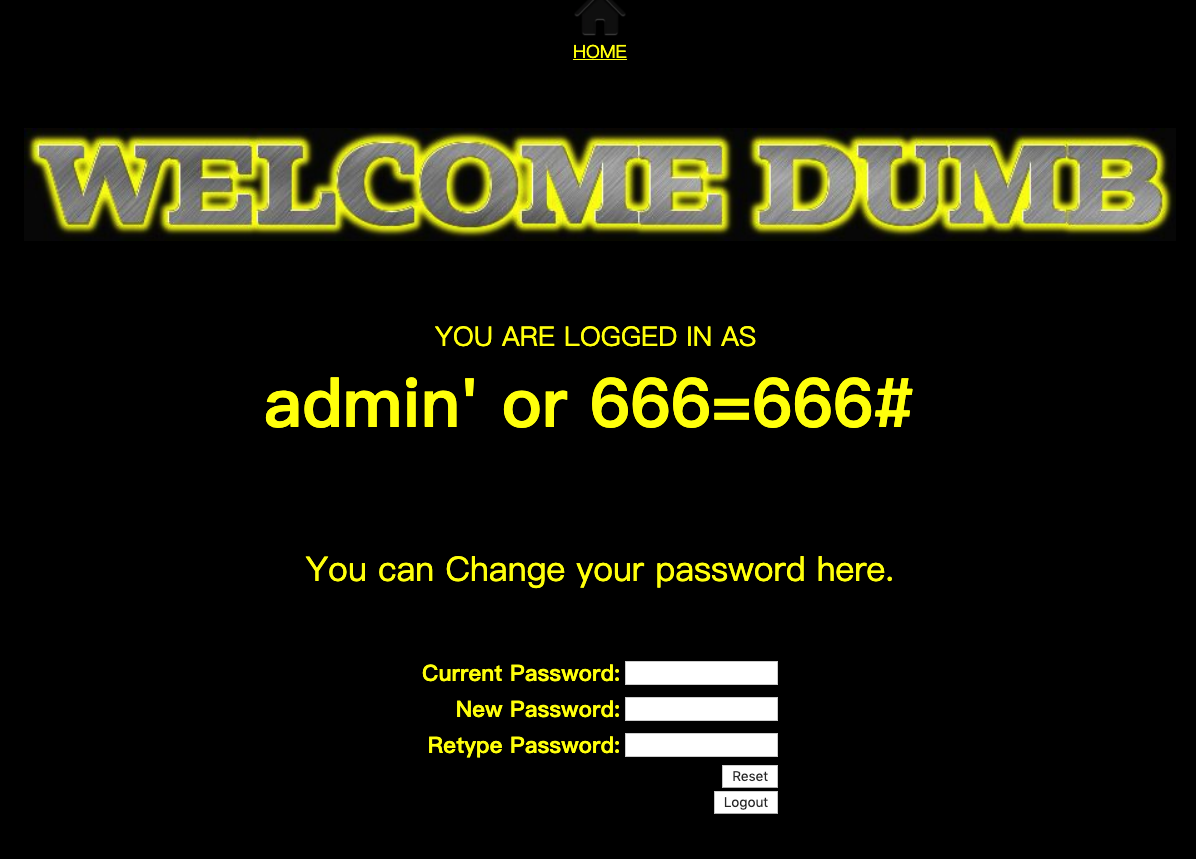 HOME
WELCOME DUMB
YOU ARE LOGGED IN AS
admin' or 666=666#
You can Change your password here.
Current Password:
New Password:
Retype Password:
Reset
Logout